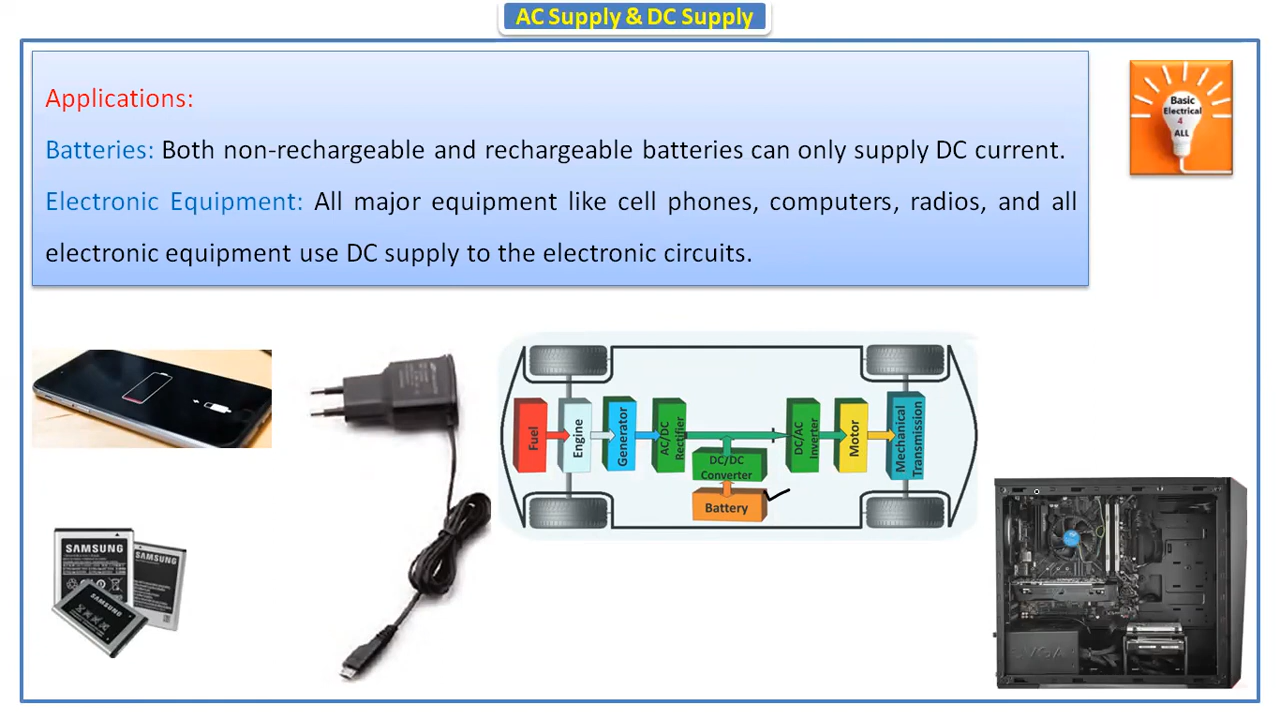 AC Supply & DC Supply
Applications:
Batteries: Both non-rechargeable and rechargeable batteries can only supply DC current.
Electronic Equipment: All major equipment like cell phones, computers, radios, and all
electronic equipment use DC supply to the electronic circuits.
Basic
Electrical
4
ALL
Fuel
Engine
Generator
AC/DC
Rectifier
DC/DC
Converter
Battery
DC/AC
Inverter
Motor
Mechanical
Transmission
SAMSUNG
SAMSUNG
SAMSUNG
EVGA